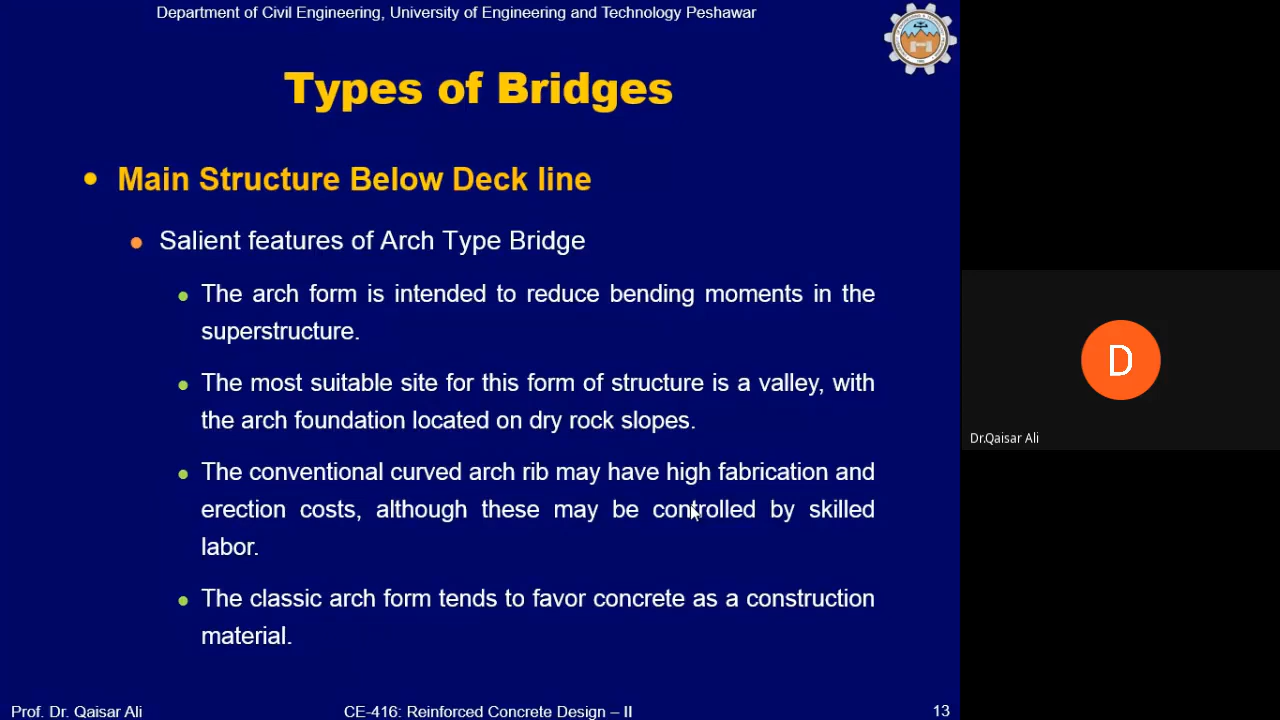 Department of Civil Engineering, University of Engineering and Technology Peshawar
Types of Bridges
Main Structure Below Deck line
Salient features of Arch Type Bridge
The arch form is intended to reduce bending moments in the
superstructure.
The most suitable site for this form of structure is a valley, with
the arch foundation located on dry rock slopes.
The conventional curved arch rib may have high fabrication and
erection costs, although these may be controlled by skilled
labor.
The classic arch form tends to favor concrete as a construction
material.
D
Dr.Qaisar Ali
Prof. Dr. Qaisar Ali
CE-416: Reinforced Concrete Design – II
13